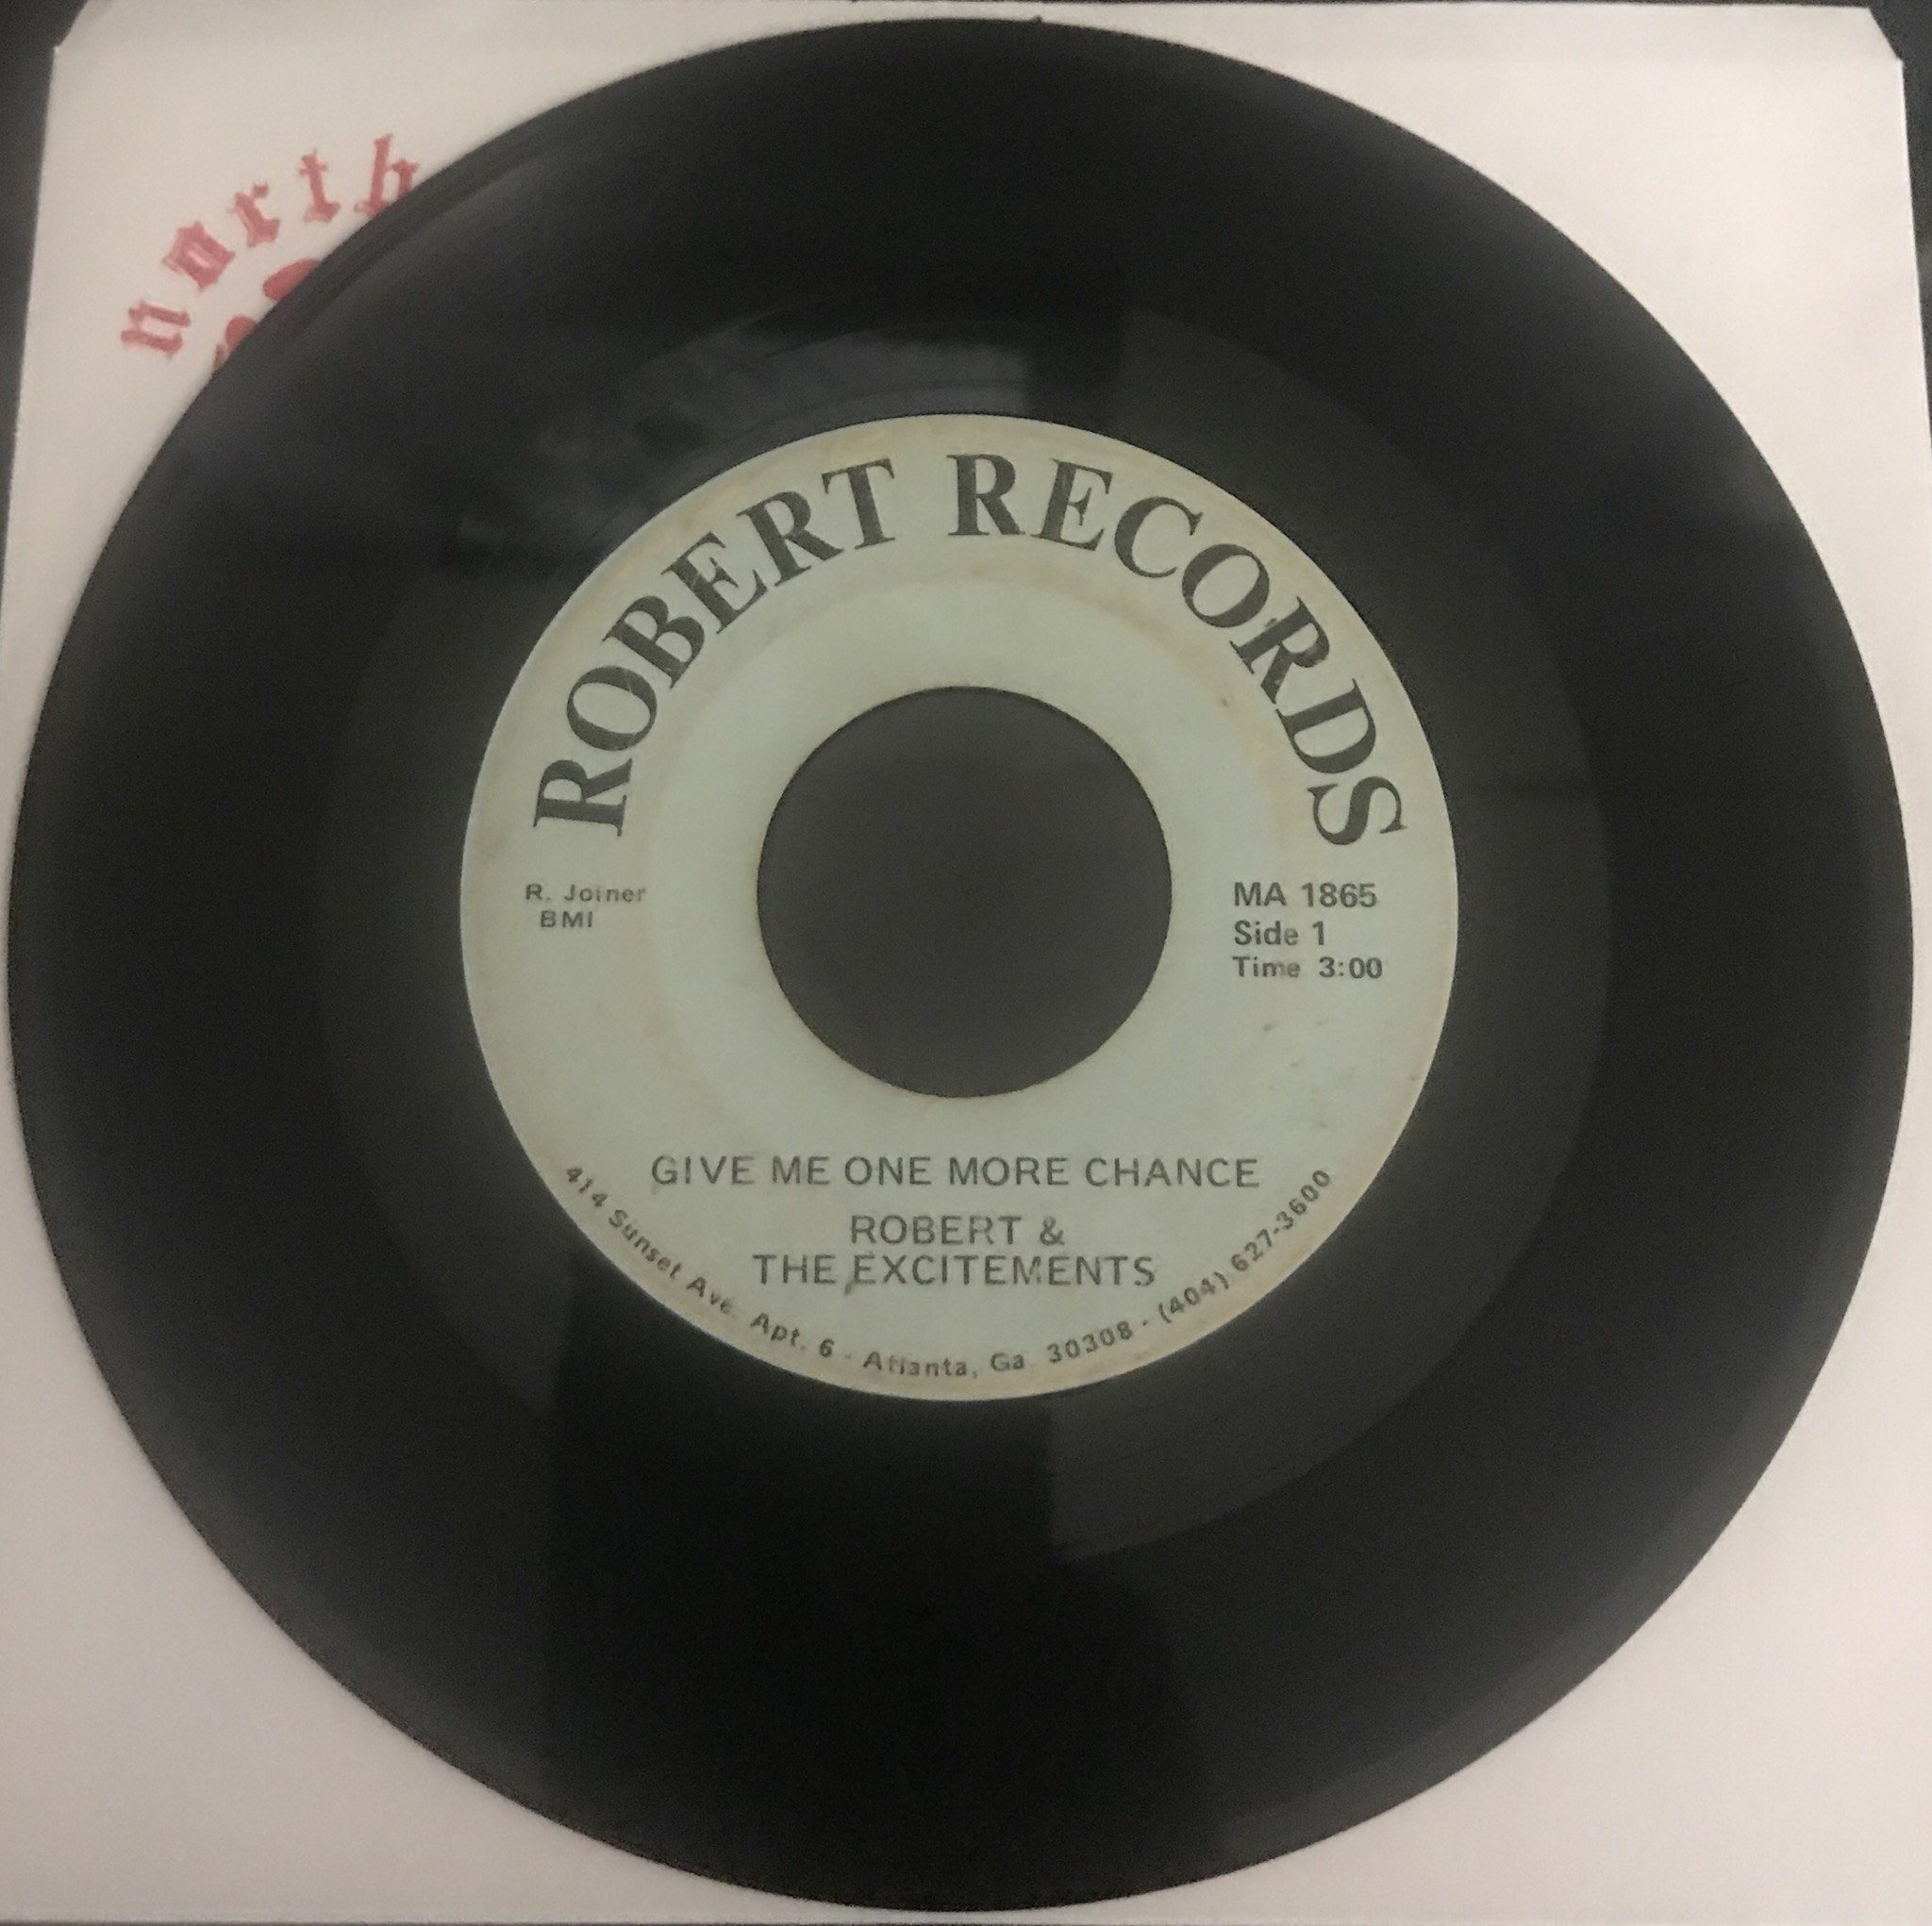 north
ROBERT RECORDS
R. Joiner
BMI
MA 1865
Side 1
Time 3:00
GIVE ME ONE MORE CHANCE
ROBERT &
THE EXCITEMENTS
414 Sunset Ave. Apt. 6 - Atlanta, Ga. 30308 - (404) 627-3600